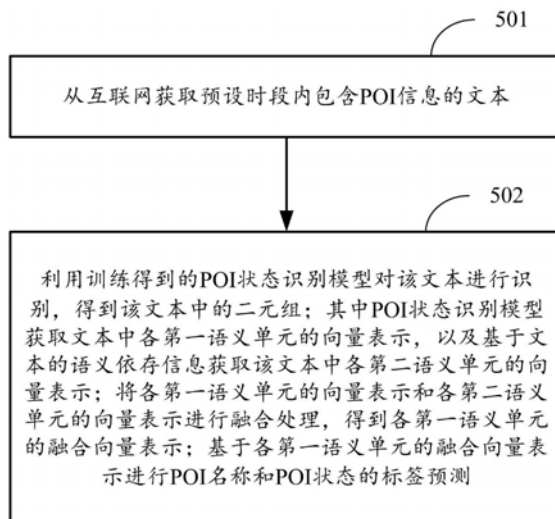 501
从互联网获取预设时段内包含POI信息的文本
502
利用训练得到的POI状态识别模型对该文本进行识
别，得到该文本中的二元组；其中POI状态识别模型
获取文本中各第一语义单元的向量表示，以及基于文
本的语义依存信息获取该文本中各第二语义单元的向
量表示；将各第一语义单元的向量表示和各第二语义
单元的向量表示进行融合处理，得到各第一语义单元
的融合向量表示；基于各第一语义单元的融合向量表
示进行POI名称和POI状态的标签预测